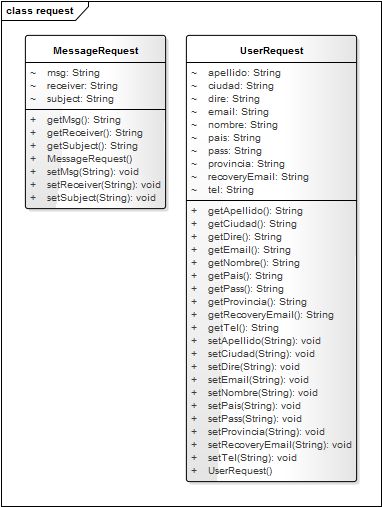 class request
MessageRequest
~ msg: String
~ receiver: String
~ subject: String
+ getMsg(): String
+ getReceiver(): String
+ getSubject(): String
+ MessageRequest()
+ setMsg(String): void
+ setReceiver(String): void
+ setSubject(String): void
UserRequest
~ apellido: String
~ ciudad: String
~ dire: String
~ email: String
~ nombre: String
~ pais: String
~ pass: String
~ provincia: String
~ recoveryEmail: String
~ tel: String
+ getApellido(): String
+ getCiudad(): String
+ getDire(): String
+ getEmail(): String
+ getNombre(): String
+ getPais(): String
+ getPass(): String
+ getProvincia(): String
+ getRecoveryEmail(): String
+ getTel(): String
+ setApellido(String): void
+ setCiudad(String): void
+ setDire(String): void
+ setEmail(String): void
+ setNombre(String): void
+ setPais(String): void
+ setPass(String): void
+ setProvincia(String): void
+ setRecoveryEmail(String): void
+ setTel(String): void
+ UserRequest()